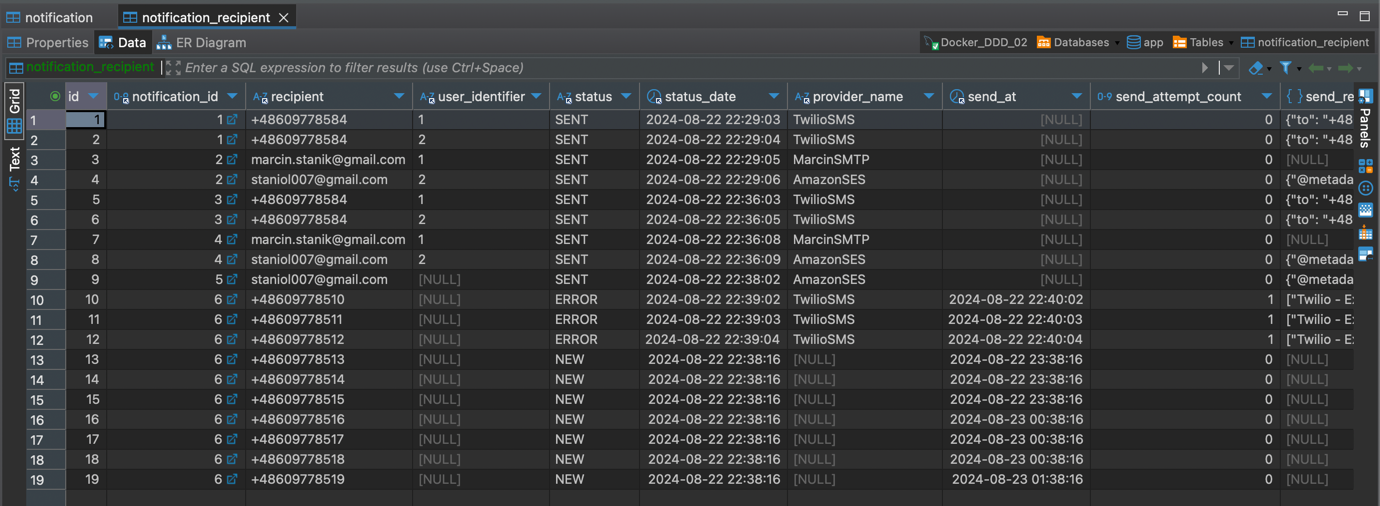 notification notification_recipient
Properties Data ER Diagram Docker_DDD_02 Databases app Tables notification_recipient
notification_recipient Enter a SQL expression to filter results (use Ctrl+Space)
Grid
Text
Panels
id notification_id recipient user_identifier status status_date provider_name send_at send_attempt_count send_re
1 1 1 +48609778584 1 SENT 2024-08-22 22:29:03 TwilioSMS [NULL] 0 {"to": "+48
2 2 1 +48609778584 2 SENT 2024-08-22 22:29:04 TwilioSMS [NULL] 0 {"to": "+48
3 3 2 marcin.stanik@gmail.com 1 SENT 2024-08-22 22:29:05 MarcinSMTP [NULL] 0 [NULL]
4 4 2 staniol007@gmail.com 2 SENT 2024-08-22 22:29:06 AmazonSES [NULL] 0 {"@metada
5 5 3 +48609778584 1 SENT 2024-08-22 22:36:03 TwilioSMS [NULL] 0 {"to": "+48
6 6 3 +48609778584 2 SENT 2024-08-22 22:36:05 TwilioSMS [NULL] 0 {"to": "+48
7 7 4 marcin.stanik@gmail.com 1 SENT 2024-08-22 22:36:08 MarcinSMTP [NULL] 0 [NULL]
8 8 4 staniol007@gmail.com 2 SENT 2024-08-22 22:36:09 AmazonSES [NULL] 0 {"@metada
9 9 5 staniol007@gmail.com [NULL] SENT 2024-08-22 22:38:02 AmazonSES [NULL] 0 {"@metada
10 10 6 +48609778510 [NULL] ERROR 2024-08-22 22:39:02 TwilioSMS 2024-08-22 22:40:02 1 ["Twilio - Ex
11 11 6 +48609778511 [NULL] ERROR 2024-08-22 22:39:03 TwilioSMS 2024-08-22 22:40:03 1 ["Twilio - Ex
12 12 6 +48609778512 [NULL] ERROR 2024-08-22 22:39:04 TwilioSMS 2024-08-22 22:40:04 1 ["Twilio - Ex
13 13 6 +48609778513 [NULL] NEW 2024-08-22 22:38:16 [NULL] 2024-08-22 23:38:16 0 [NULL]
14 14 6 +48609778514 [NULL] NEW 2024-08-22 22:38:16 [NULL] 2024-08-22 23:38:16 0 [NULL]
15 15 6 +48609778515 [NULL] NEW 2024-08-22 22:38:16 [NULL] 2024-08-22 23:38:16 0 [NULL]
16 16 6 +48609778516 [NULL] NEW 2024-08-22 22:38:16 [NULL] 2024-08-23 00:38:16 0 [NULL]
17 17 6 +48609778517 [NULL] NEW 2024-08-22 22:38:16 [NULL] 2024-08-23 00:38:16 0 [NULL]
18 18 6 +48609778518 [NULL] NEW 2024-08-22 22:38:16 [NULL] 2024-08-23 00:38:16 0 [NULL]
19 19 6 +48609778519 [NULL] NEW 2024-08-22 22:38:16 [NULL] 2024-08-23 01:38:16 0 [NULL]